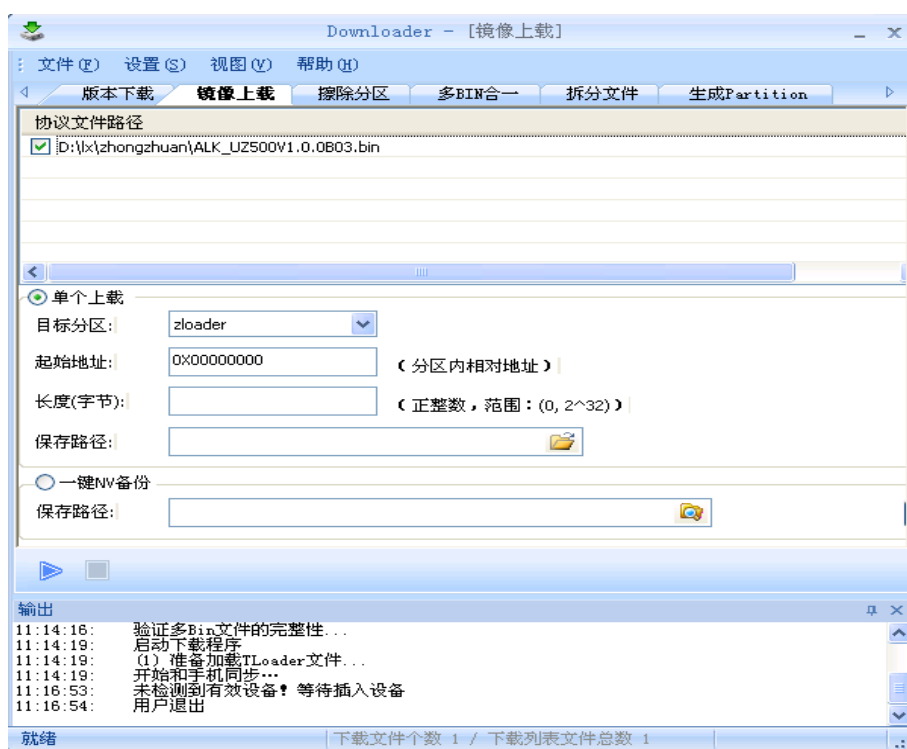 Downloader - [镜像上载]
文件(F) 设置(S) 视图(V) 帮助(H)
版本下载 镜像上载 擦除分区 多BIN合一 拆分文件 生成Partition
协议文件路径
D:\lx\zhongzhuan\ALK_UZ500V1.0.0B03.bin
单个上载
目标分区: zloader
起始地址: 0X00000000 (分区内相对地址)
长度(字节): (正整数,范围:(0, 2^32))
保存路径:
一键NV备份
保存路径:
输出
11:14:16: 验证多Bin文件的完整性...
11:14:19: 启动下载程序
11:14:19: (1) 准备加载TLoader文件...
11:14:19: 开始和手机同步…
11:16:53: 未检测到有效设备! 等待插入设备
11:16:54: 用户退出
就绪 下载文件个数 1 / 下载列表文件总数 1